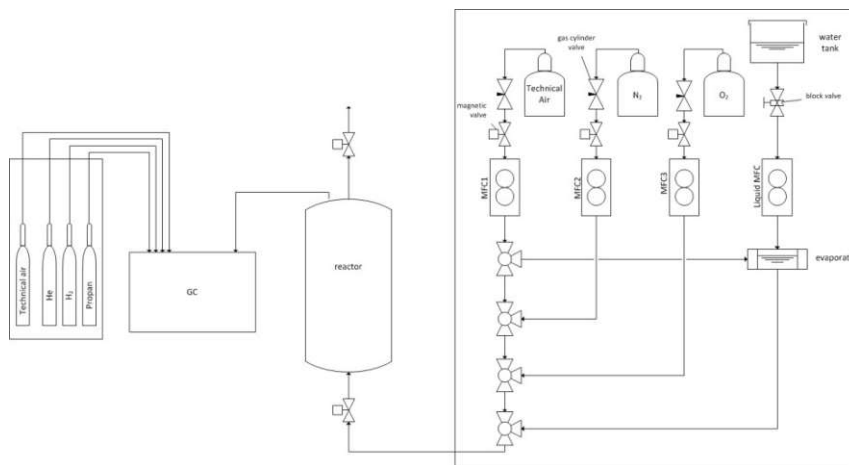 gas cylinder
valve
water
tank
Technical
Air
N₂
O₂
block valve
magnetic
valve
MFC1
MFC2
MFC3
Liquid MFC
evaporat
reactor
GC
Technical air
He
H₂
Propan